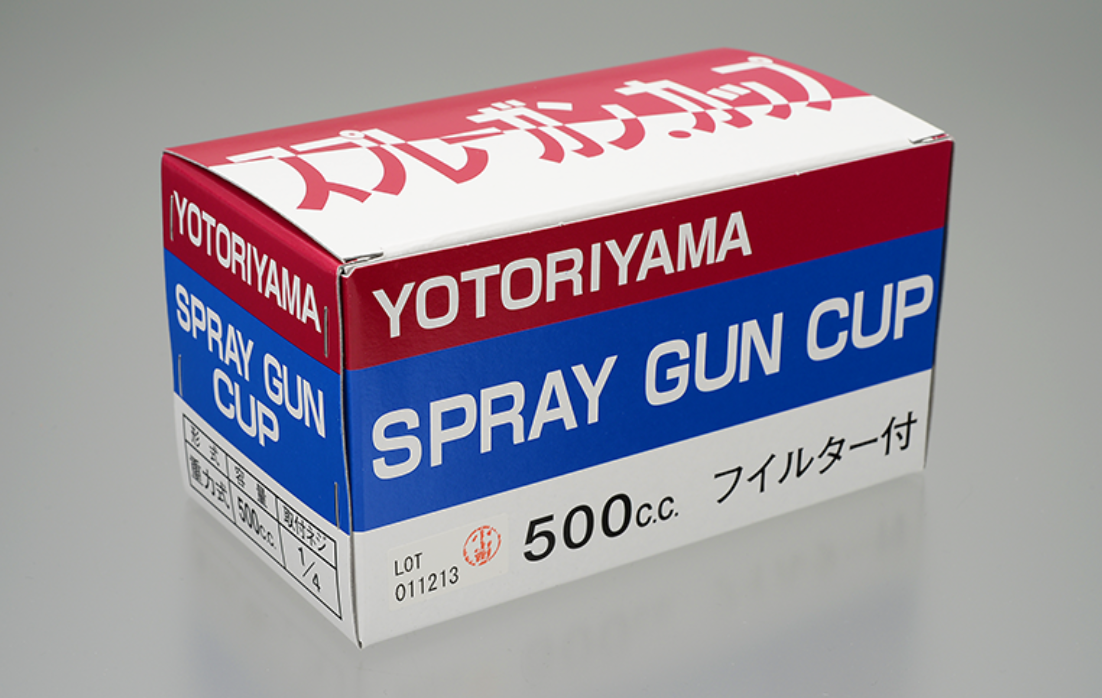 スプレーガン.カップ
YOTORIYAMA
SPRAY GUN
CUP
形式 容量 取付ネジ
重力式 500c.c. 1/4
YOTORIYAMA
SPRAY GUN CUP
500c.c. フイルター付
LOT
011213